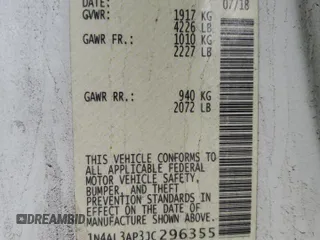 DATE: 07/18
GVWR: 1917 KG
4226 LB
GAWR FR: 1010 KG
2227 LB
GAWR RR: 940 KG
2072 LB
THIS VEHICLE CONFORMS TO
ALL APPLICABLE FEDERAL
MOTOR VEHICLE SAFETY,
BUMPER, AND THEFT
PREVENTION STANDARDS IN
EFFECT ON THE DATE OF
MANUFACTURE SHOWN ABOVE.
1N4AL3AP3JC296355
DREAMBID